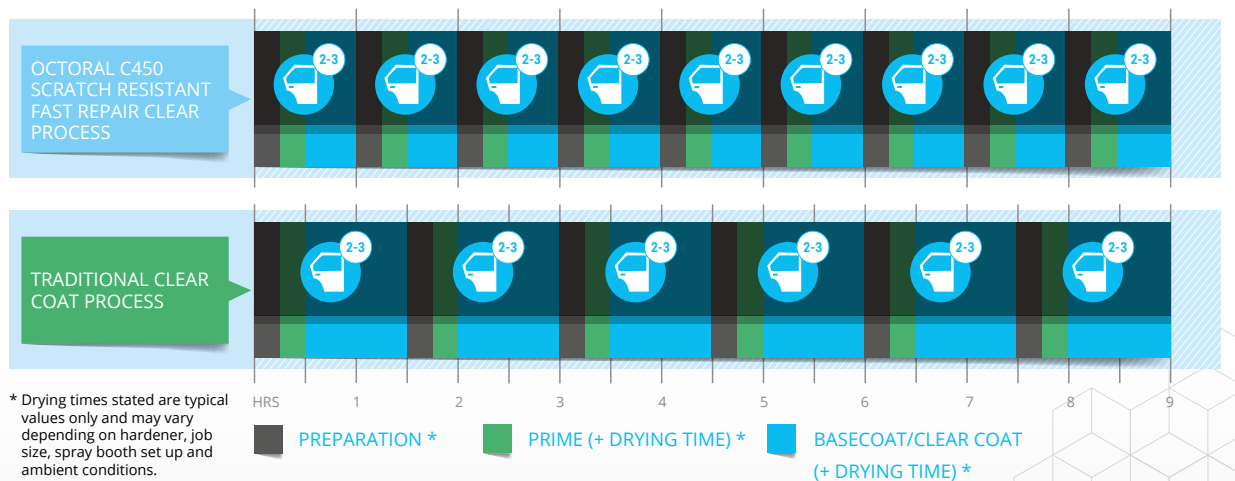 OCTORAL C450
SCRATCH RESISTANT
FAST REPAIR CLEAR
PROCESS
2-3
2-3
2-3
2-3
2-3
2-3
2-3
2-3
2-3
TRADITIONAL CLEAR
COAT PROCESS
2-3
2-3
2-3
2-3
2-3
2-3
HRS 1 2 3 4 5 6 7 8 9
* Drying times stated are typical
values only and may vary
depending on hardener, job
size, spray booth set up and
ambient conditions.
PREPARATION *
PRIME (+ DRYING TIME) *
BASECOAT/CLEAR COAT
(+ DRYING TIME) *